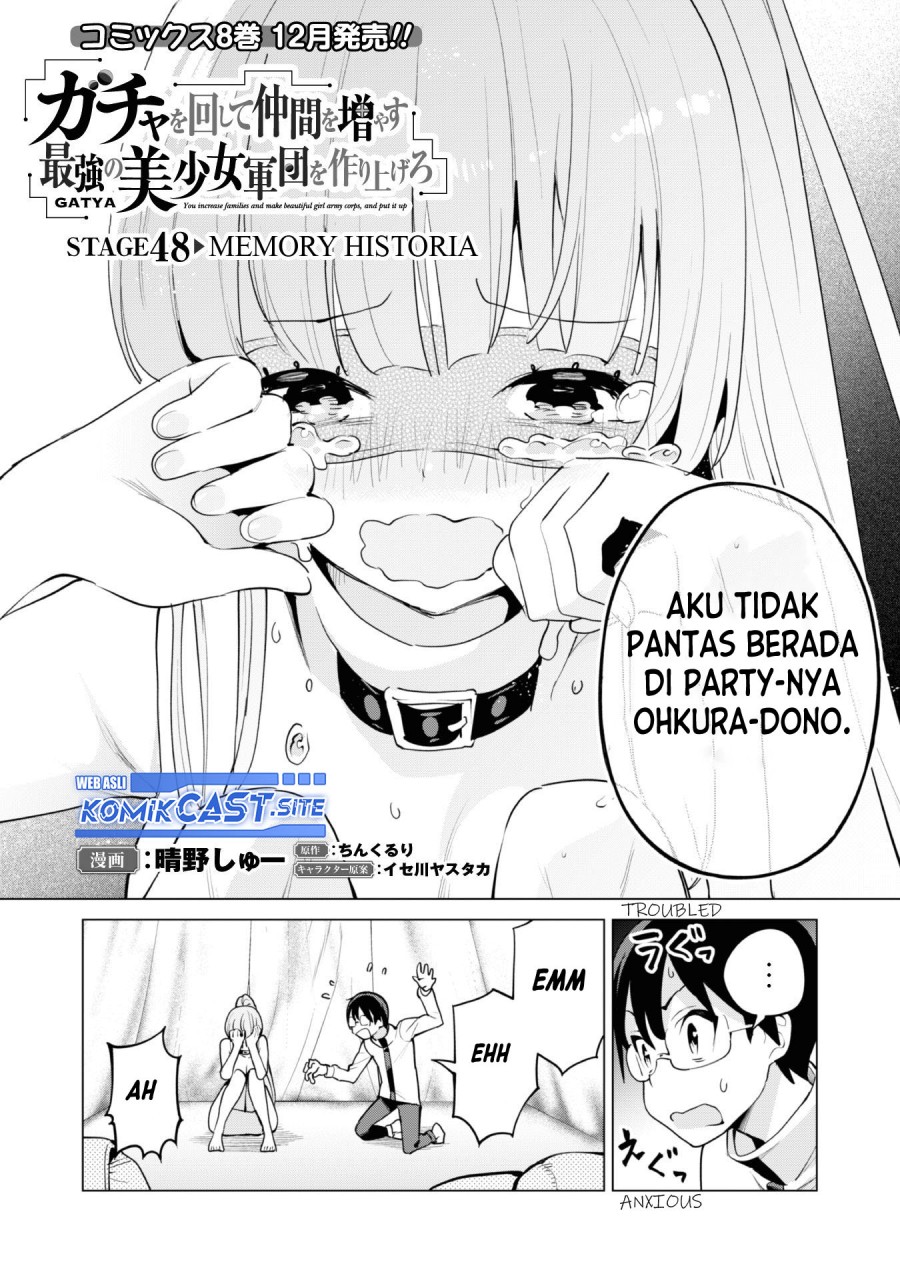 コミックス8巻 12月発売!!
ガチャを回して仲間を増やす
最強の美少女軍団を作り上げろ
GATYA
You increase families and make beautiful girl army corps, and put it up
STAGE48▶MEMORY HISTORIA
AKU TIDAK
PANTAS BERADA
DI PARTY-NYA
OHKURA-DONO.
WEB ASLI
KOMIKCAST.SITE
漫画:晴野しゅー
原作:ちんくるり
キャラクター原案:イセ川ヤスタカ
TROUBLED
うぐっ
...
EMM
EHH
AH
えぐっ
ANXIOUS